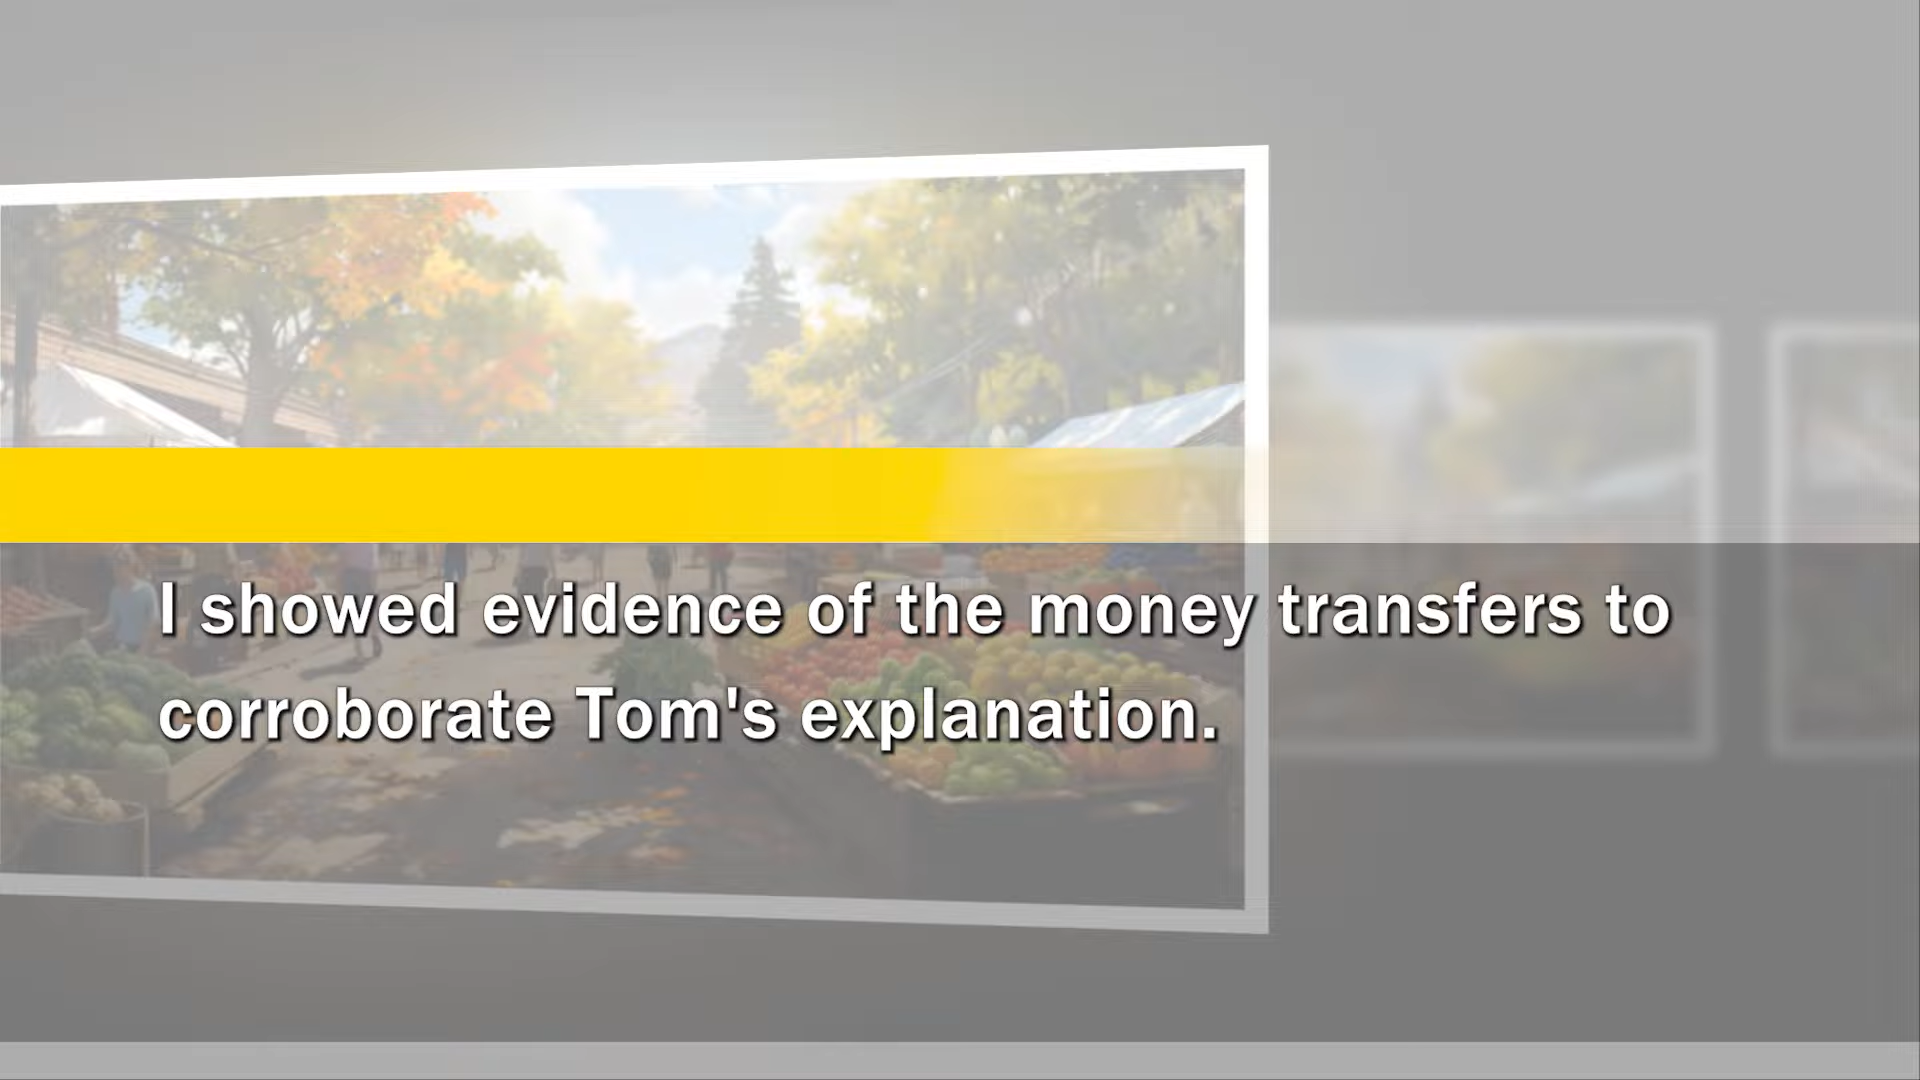 I showed evidence of the money transfers to
corroborate Tom's explanation.